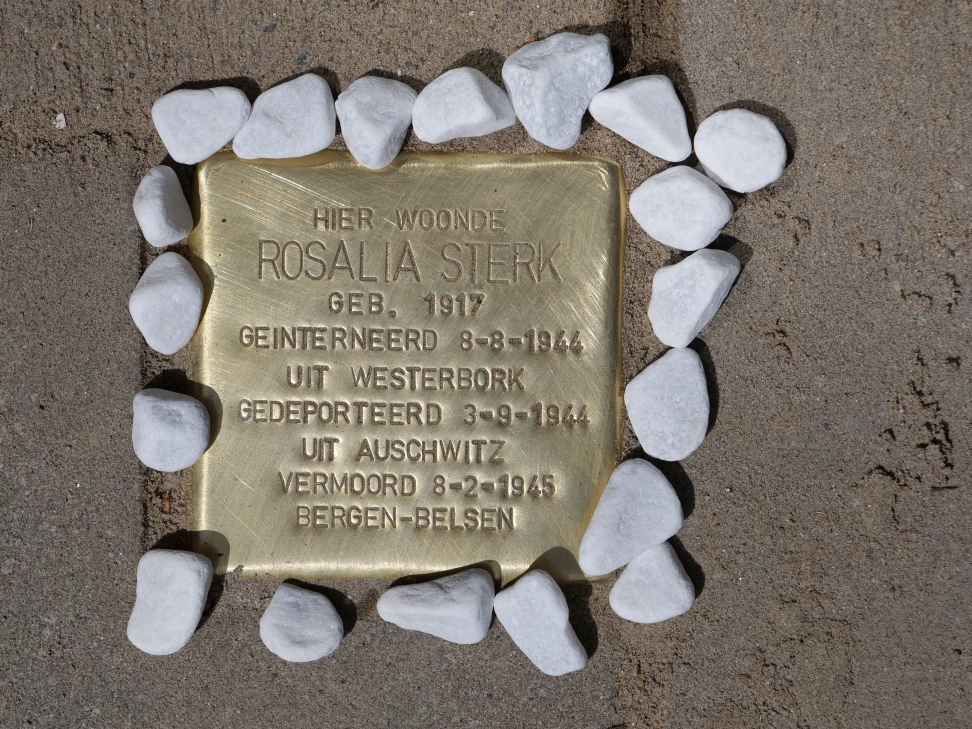 HIER WOONDE
ROSALIA STERK
GEB. 1917
GEINTERNEERD 8-8-1944
UIT WESTERBORK
GEDEPORTEERD 3-9-1944
UIT AUSCHWITZ
VERMOORD 8-2-1945
BERGEN-BELSEN